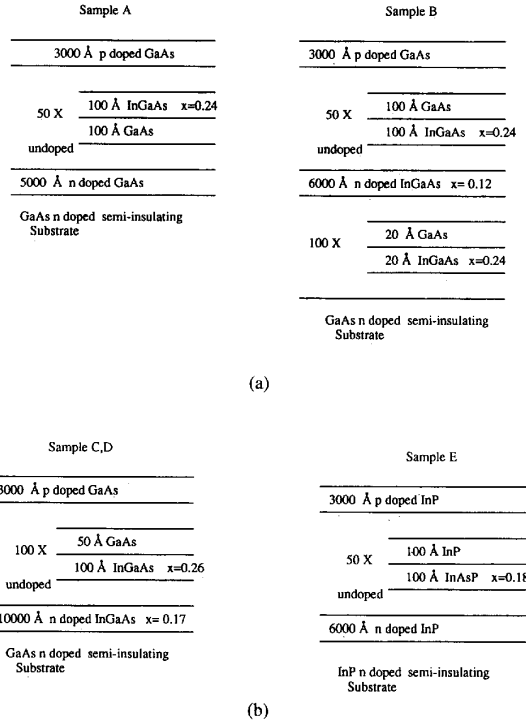 Sample A
3000 Å p doped GaAs
50 X
100 Å InGaAs x=0.24
100 Å GaAs
undoped
5000 Å n doped GaAs
GaAs n doped semi-insulating
Substrate
Sample B
3000 Å p doped GaAs
50 X
100 Å GaAs
100 Å InGaAs x=0.24
undoped
6000 Å n doped InGaAs x= 0.12
100 X
20 Å GaAs
20 Å InGaAs x=0.24
GaAs n doped semi-insulating
Substrate
(a)
Sample C,D
3000 Å p doped GaAs
100 X
50 Å GaAs
100 Å InGaAs x=0.26
undoped
10000 Å n doped InGaAs x= 0.17
GaAs n doped semi-insulating
Substrate
Sample E
3000 Å p doped InP
50 X
100 Å InP
100 Å InAsP x=0.18
undoped
6000 Å n doped InP
InP n doped semi-insulating
Substrate
(b)